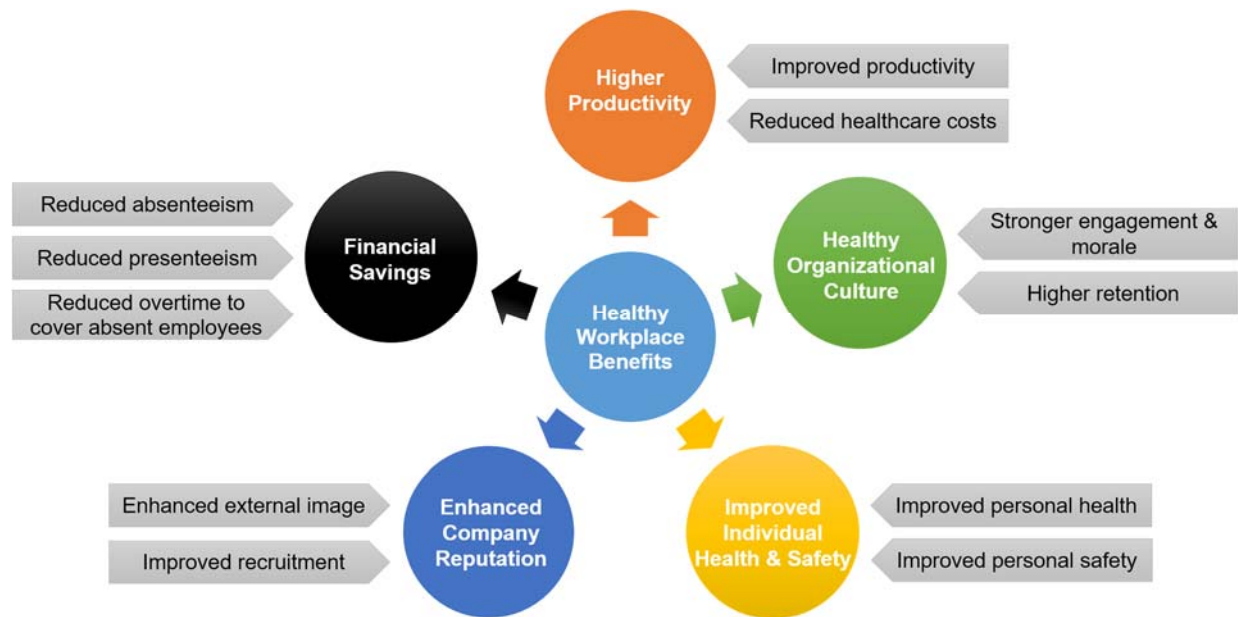 Higher
Productivity
Improved productivity
Reduced healthcare costs
Reduced absenteeism
Reduced presenteeism
Reduced overtime to
cover absent employees
Financial
Savings
Healthy
Workplace
Benefits
Healthy
Organizational
Culture
Stronger engagement &
morale
Higher retention
Enhanced external image
Improved recruitment
Enhanced
Company
Reputation
Improved
Individual
Health & Safety
Improved personal health
Improved personal safety